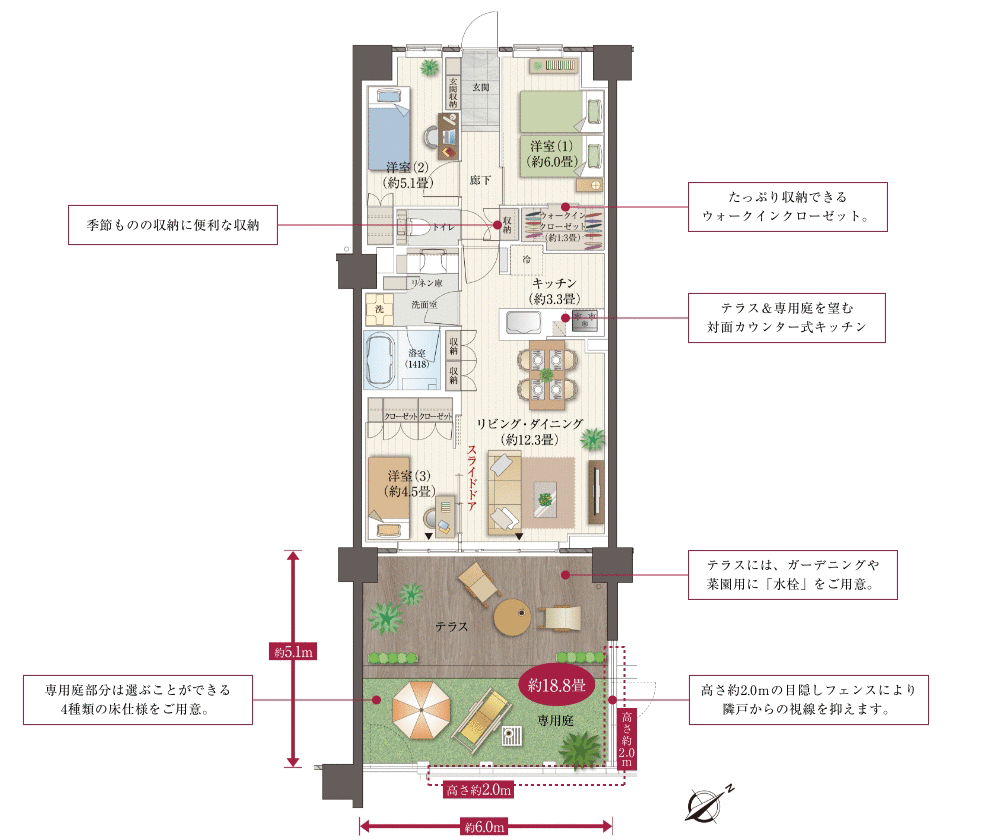 玄関
玄関収納
洋室(1)
(約6.0畳)
洋室(2)
(約5.1畳)
廊下
たっぷり収納できる
ウォークインクローゼット。
季節ものの収納に便利な収納
トイレ
収納
ウォークイン
クローゼット
(約1.3畳)
冷
リネン庫
洗面室
洗
キッチン
(約3.3畳)
テラス&専用庭を望む
対面カウンター式キッチン
浴室
(1418)
収納
収納
クローゼット
クローゼット
リビング・ダイニング
(約12.3畳)
スライドドア
洋室(3)
(約4.5畳)
テラスには、ガーデニングや
菜園用に「水栓」をご用意。
テラス
約5.1m
約18.8畳
専用庭
専用庭部分は選ぶことができる
4種類の床仕様をご用意。
高さ約2.0mの目隠しフェンスにより
隣戸からの視線を抑えます。
高さ約2.0m
高さ約2.0m
約6.0m
N